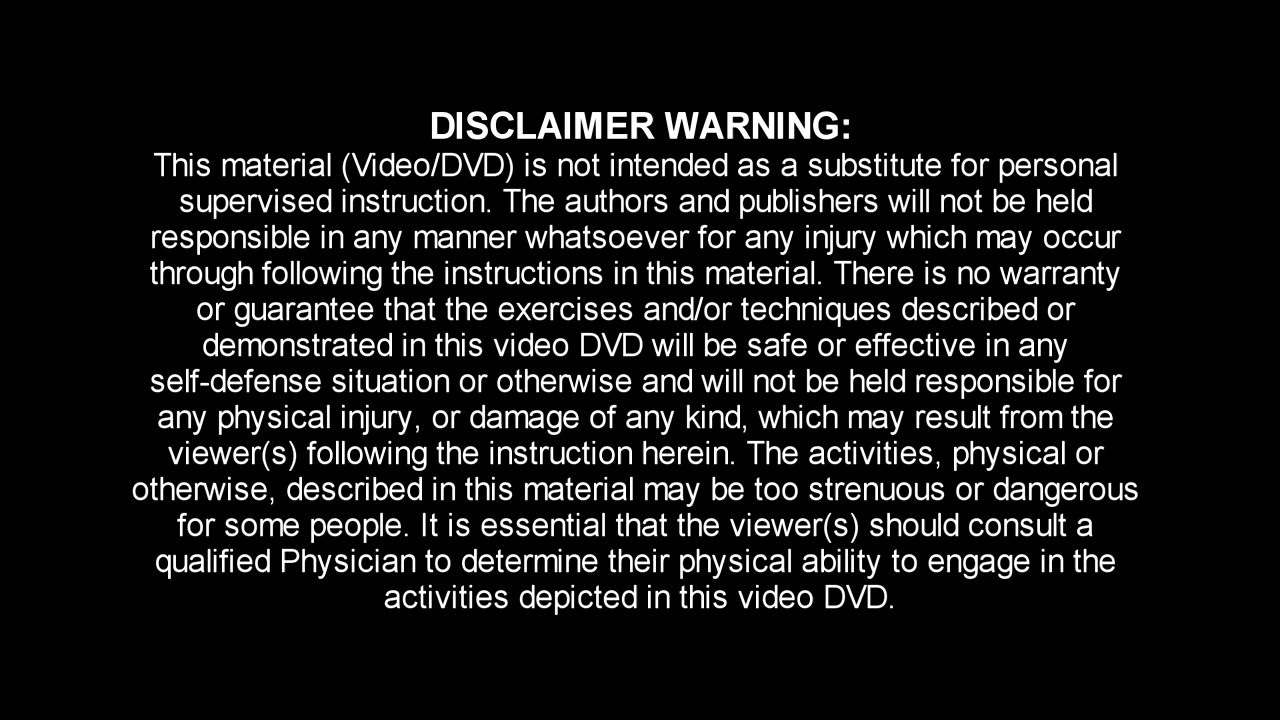 DISCLAIMER WARNING:
This material (Video/DVD) is not intended as a substitute for personal
supervised instruction. The authors and publishers will not be held
responsible in any manner whatsoever for any injury which may occur
through following the instructions in this material. There is no warranty
or guarantee that the exercises and/or techniques described or
demonstrated in this video DVD will be safe or effective in any
self-defense situation or otherwise and will not be held responsible for
any physical injury, or damage of any kind, which may result from the
viewer(s) following the instruction herein. The activities, physical or
otherwise, described in this material may be too strenuous or dangerous
for some people. It is essential that the viewer(s) should consult a
qualified Physician to determine their physical ability to engage in the
activities depicted in this video DVD.